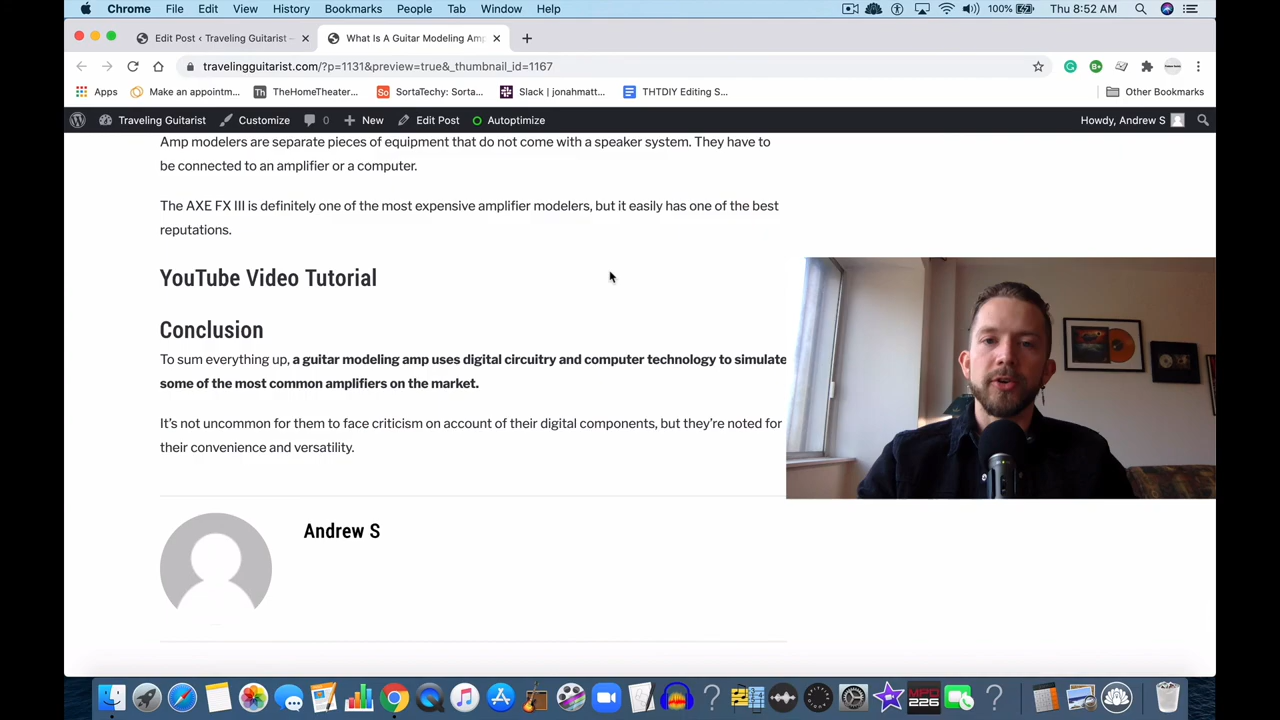 Chrome File Edit View History Bookmarks People Tab Window Help 100% Thu 8:52 AM
Edit Post ‹ Traveling Guitarist — What Is A Guitar Modeling Amp
travelingguitarist.com/?p=1131&preview=true&_thumbnail_id=1167
Apps Make an appointm... TheHomeTheater... SortaTechy: Sorta... Slack | jonahmatt... THTDIY Editing S... Other Bookmarks
Traveling Guitarist Customize 0 New Edit Post Autoptimize Howdy, Andrew S
Amp modelers are separate pieces of equipment that do not come with a speaker system. They have to
be connected to an amplifier or a computer.
The AXE FX III is definitely one of the most expensive amplifier modelers, but it easily has one of the best
reputations.
YouTube Video Tutorial
Conclusion
To sum everything up, a guitar modeling amp uses digital circuitry and computer technology to simulate
some of the most common amplifiers on the market.
It's not uncommon for them to face criticism on account of their digital components, but they're noted for
their convenience and versatility.
Andrew S
MPD
226